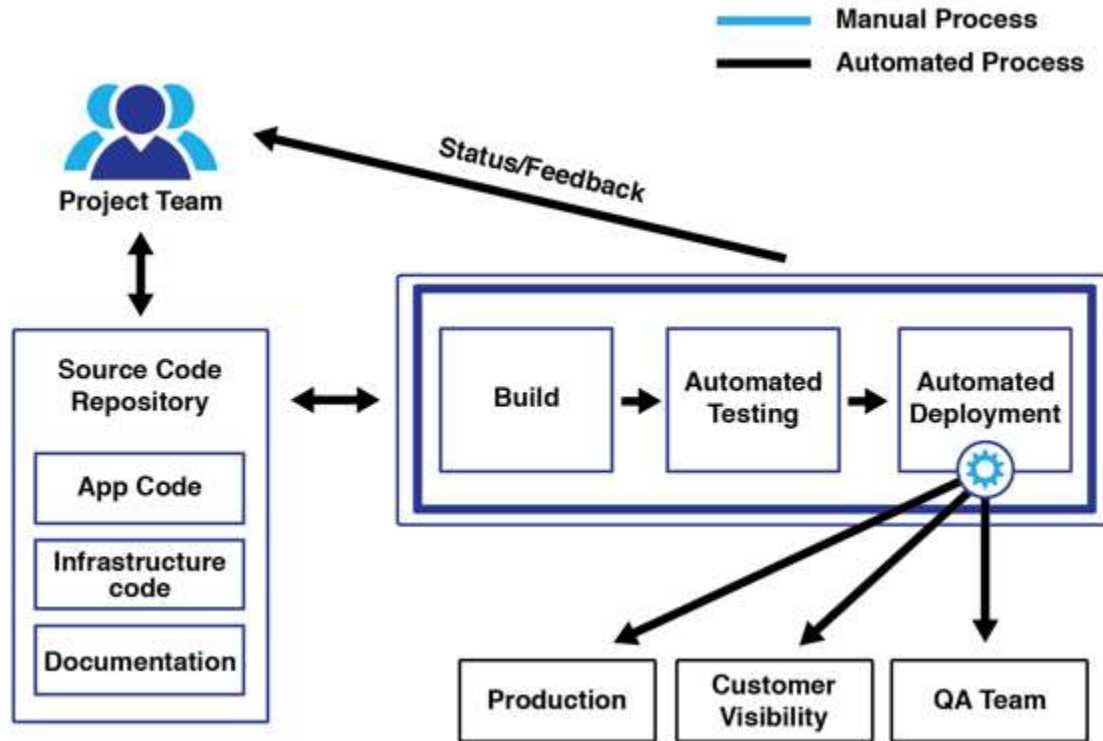 Manual Process
Automated Process
Project Team
Status/Feedback
Source Code
Repository
App Code
Infrastructure
code
Documentation
Build
Automated
Testing
Automated
Deployment
Production
Customer
Visibility
QA Team